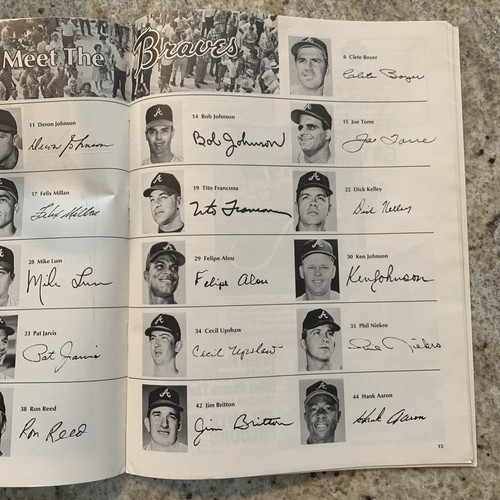 Meet The Braves
6 Clete Boyer
Clete Boyer
11 Deron Johnson
Deron Johnson
14 Bob Johnson
Bob Johnson
15 Joe Torre
Joe Torre
17 Felix Millan
Felix Millan
19 Tito Francona
Tito Francona
22 Dick Kelley
Dick Kelley
28 Mike Lum
Mike Lum
29 Felipe Alou
Felipe Alou
30 Ken Johnson
Ken Johnson
33 Pat Jarvis
Pat Jarvis
34 Cecil Upshaw
Cecil Upshaw
35 Phil Niekro
Phil Niekro
38 Ron Reed
Ron Reed
42 Jim Britton
Jim Britton
44 Hank Aaron
Hank Aaron
15